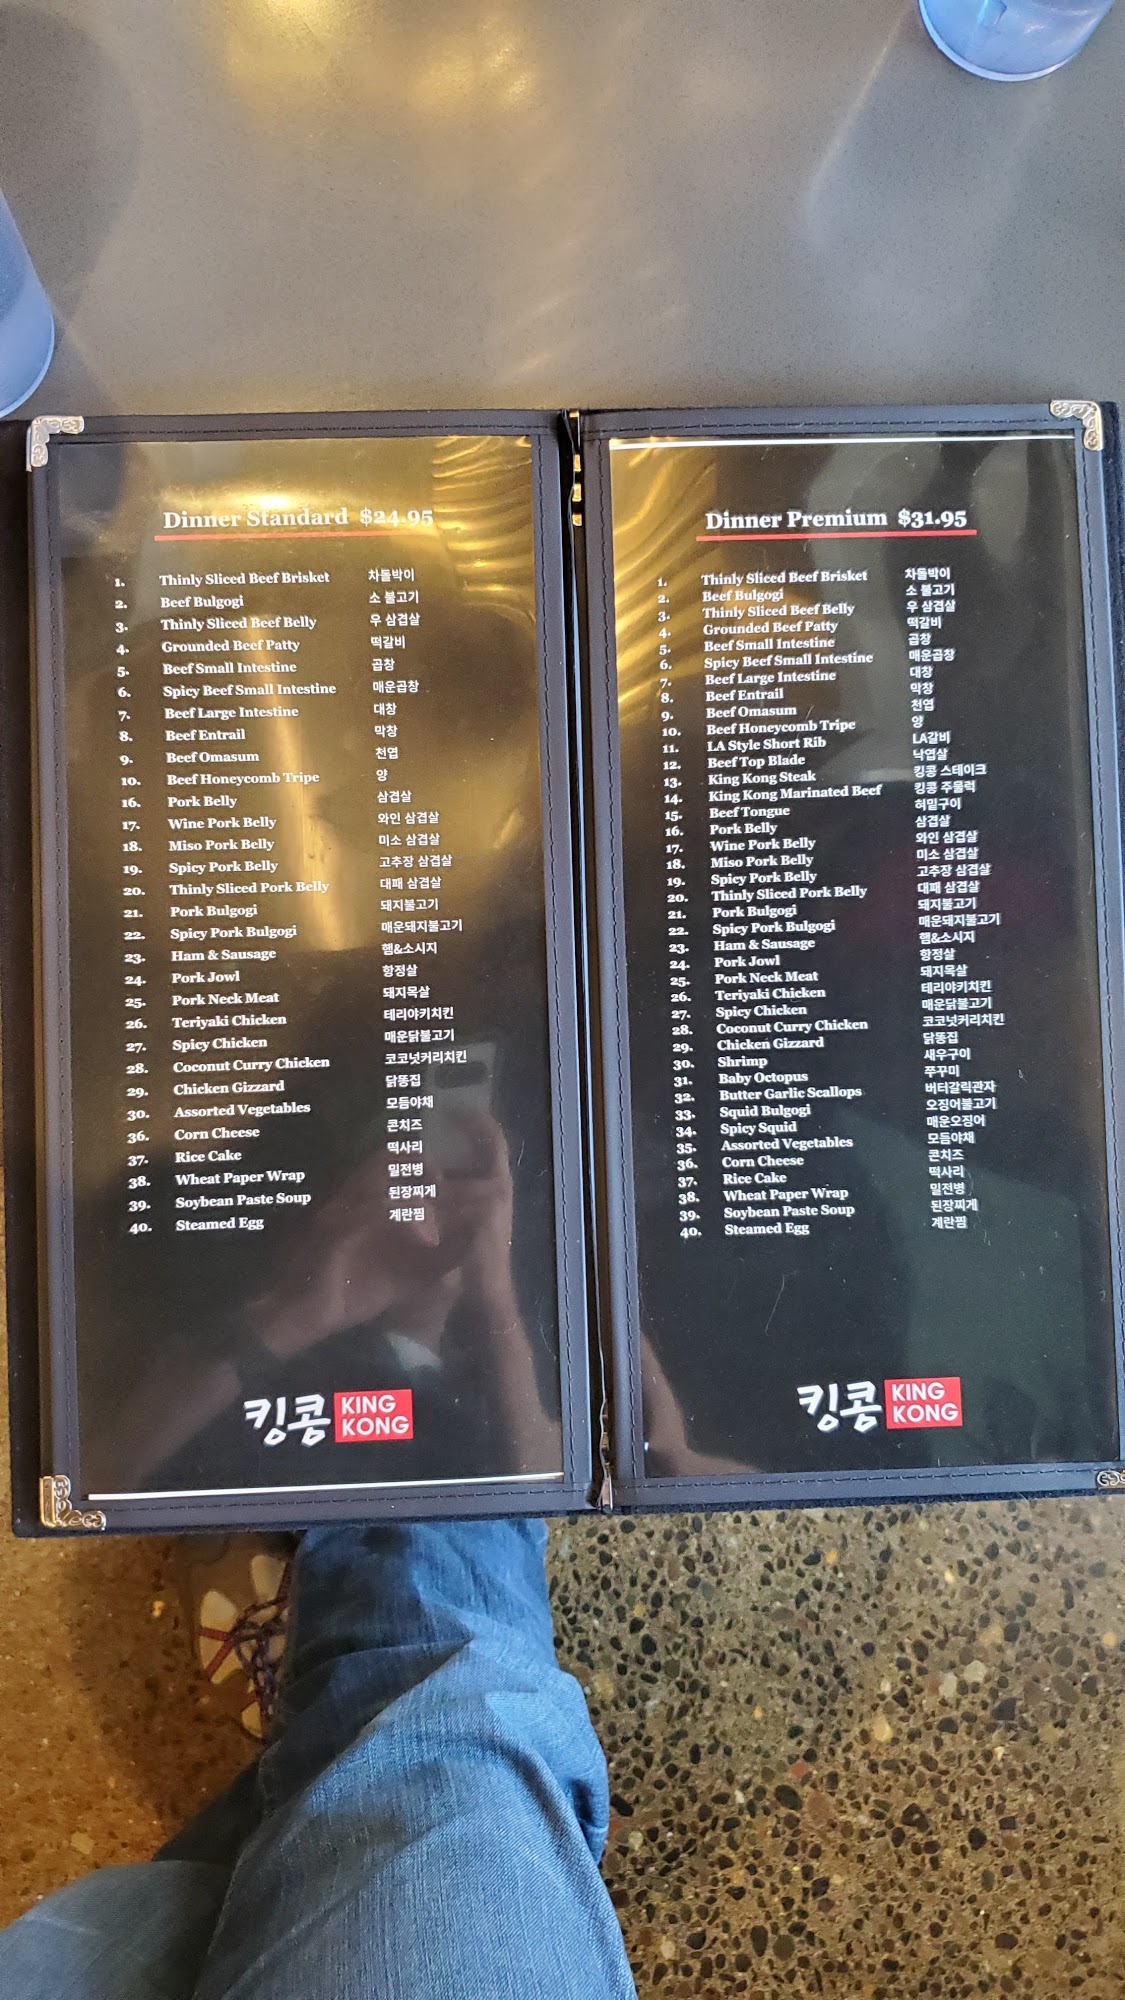 Dinner Standard $24.95
1. Thinly Sliced Beef Brisket 차돌박이
2. Beef Bulgogi 소 불고기
3. Thinly Sliced Beef Belly 우 삼겹살
4. Grounded Beef Patty 떡갈비
5. Beef Small Intestine 곱창
6. Spicy Beef Small Intestine 매운곱창
7. Beef Large Intestine 대창
8. Beef Entrail 막창
9. Beef Omasum 천엽
10. Beef Honeycomb Tripe 양
16. Pork Belly 삼겹살
17. Wine Pork Belly 와인 삼겹살
18. Miso Pork Belly 미소 삼겹살
19. Spicy Pork Belly 고추장 삼겹살
20. Thinly Sliced Pork Belly 대패 삼겹살
21. Pork Bulgogi 돼지불고기
22. Spicy Pork Bulgogi 매운돼지불고기
23. Ham & Sausage 햄&소시지
24. Pork Jowl 항정살
25. Pork Neck Meat 돼지목살
26. Teriyaki Chicken 테리야키치킨
27. Spicy Chicken 매운닭불고기
28. Coconut Curry Chicken 코코넛커리치킨
29. Chicken Gizzard 닭똥집
30. Assorted Vegetables 모듬야채
36. Corn Cheese 콘치즈
37. Rice Cake 떡사리
38. Wheat Paper Wrap 밀전병
39. Soybean Paste Soup 된장찌게
40. Steamed Egg 계란찜
킹콩 KING KONG
Dinner Premium $31.95
1. Thinly Sliced Beef Brisket 차돌박이
2. Beef Bulgogi 소 불고기
3. Thinly Sliced Beef Belly 우 삼겹살
4. Grounded Beef Patty 떡갈비
5. Beef Small Intestine 곱창
6. Spicy Beef Small Intestine 매운곱창
7. Beef Large Intestine 대창
8. Beef Entrail 막창
9. Beef Omasum 천엽
10. Beef Honeycomb Tripe 양
11. LA Style Short Rib LA갈비
12. Beef Top Blade 낙엽살
13. King Kong Steak 킹콩 스테이크
14. King Kong Marinated Beef 킹콩 주물럭
15. Beef Tongue 혀밑구이
16. Pork Belly 삼겹살
17. Wine Pork Belly 와인 삼겹살
18. Miso Pork Belly 미소 삼겹살
19. Spicy Pork Belly 고추장 삼겹살
20. Thinly Sliced Pork Belly 대패 삼겹살
21. Pork Bulgogi 돼지불고기
22. Spicy Pork Bulgogi 매운돼지불고기
23. Ham & Sausage 햄&소시지
24. Pork Jowl 항정살
25. Pork Neck Meat 돼지목살
26. Teriyaki Chicken 테리야키치킨
27. Spicy Chicken 매운닭불고기
28. Coconut Curry Chicken 코코넛커리치킨
29. Chicken Gizzard 닭똥집
30. Shrimp 새우구이
31. Baby Octopus 쭈꾸미
32. Butter Garlic Scallops 버터갈릭관자
33. Squid Bulgogi 오징어불고기
34. Spicy Squid 매운오징어
35. Assorted Vegetables 모듬야채
36. Corn Cheese 콘치즈
37. Rice Cake 떡사리
38. Wheat Paper Wrap 밀전병
39. Soybean Paste Soup 된장찌게
40. Steamed Egg 계란찜
킹콩 KING KONG